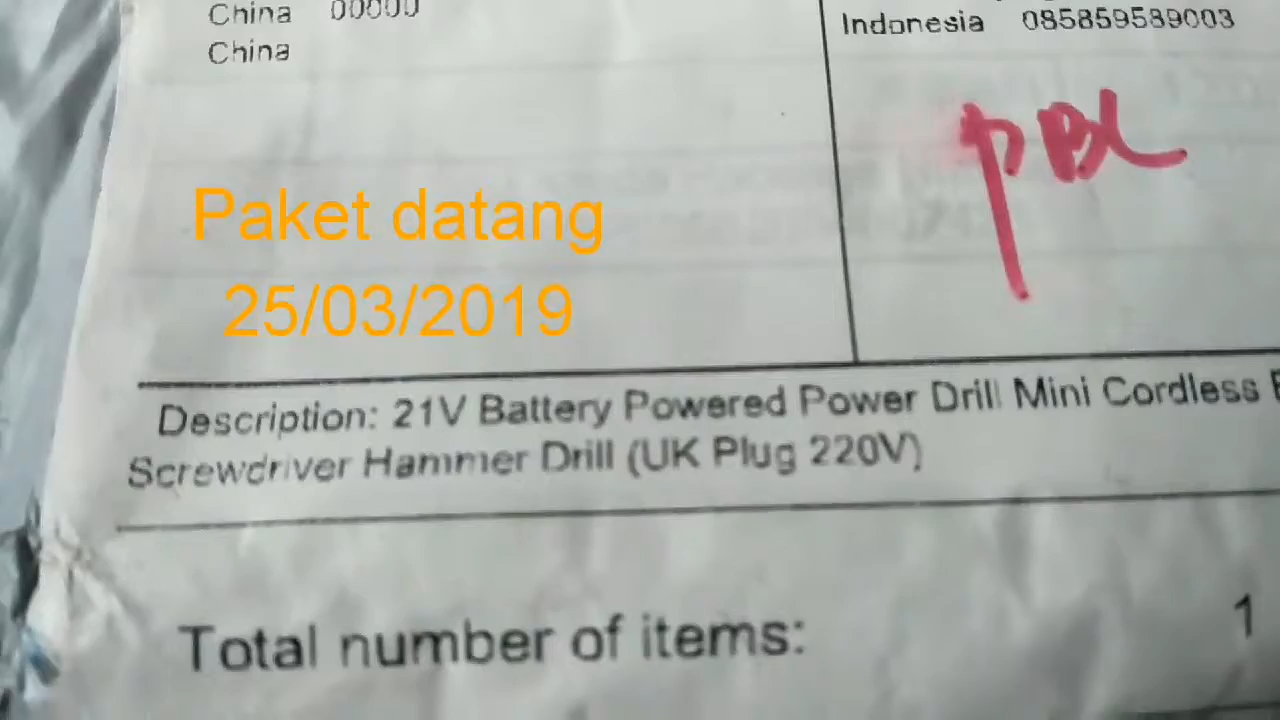 China 00000
China
Indonesia 085859589003
PBL
Paket datang
25/03/2019
Description: 21V Battery Powered Power Drill Mini Cordless
Screwdriver Hammer Drill (UK Plug 220V)
Total number of items: 1